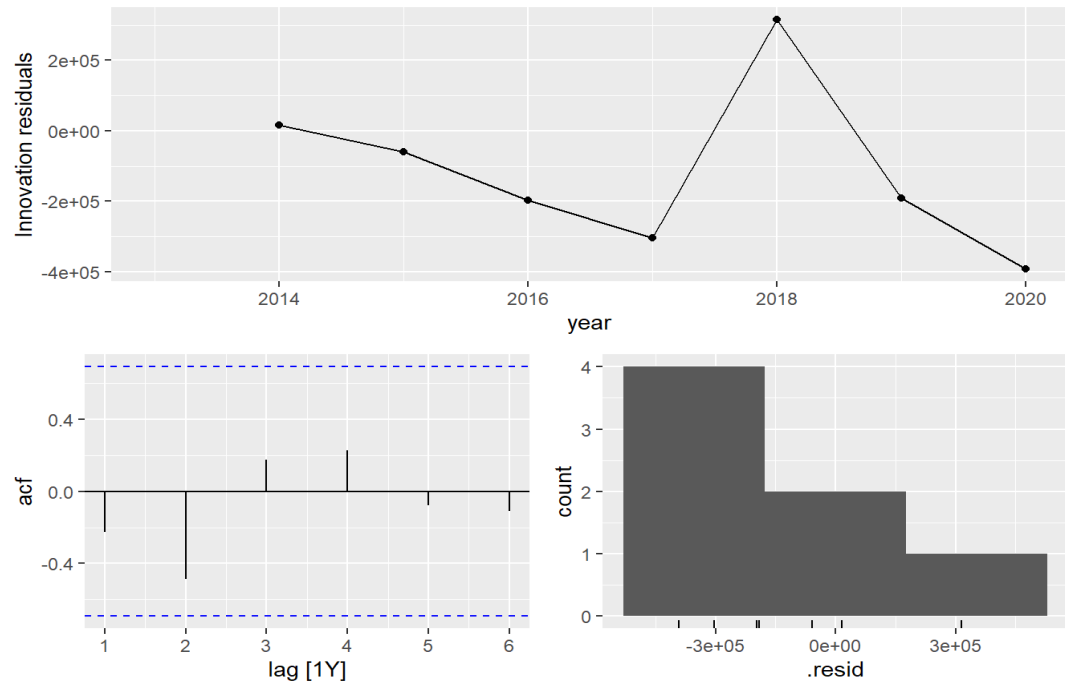 Innovation residuals
2e+05
0e+00
-2e+05
-4e+05
2014 2016 2018 2020
year
acf
0.4
0.0
-0.4
1 2 3 4 5 6
lag [1Y]
count
4
3
2
1
0
-3e+05 0e+00 3e+05
.resid